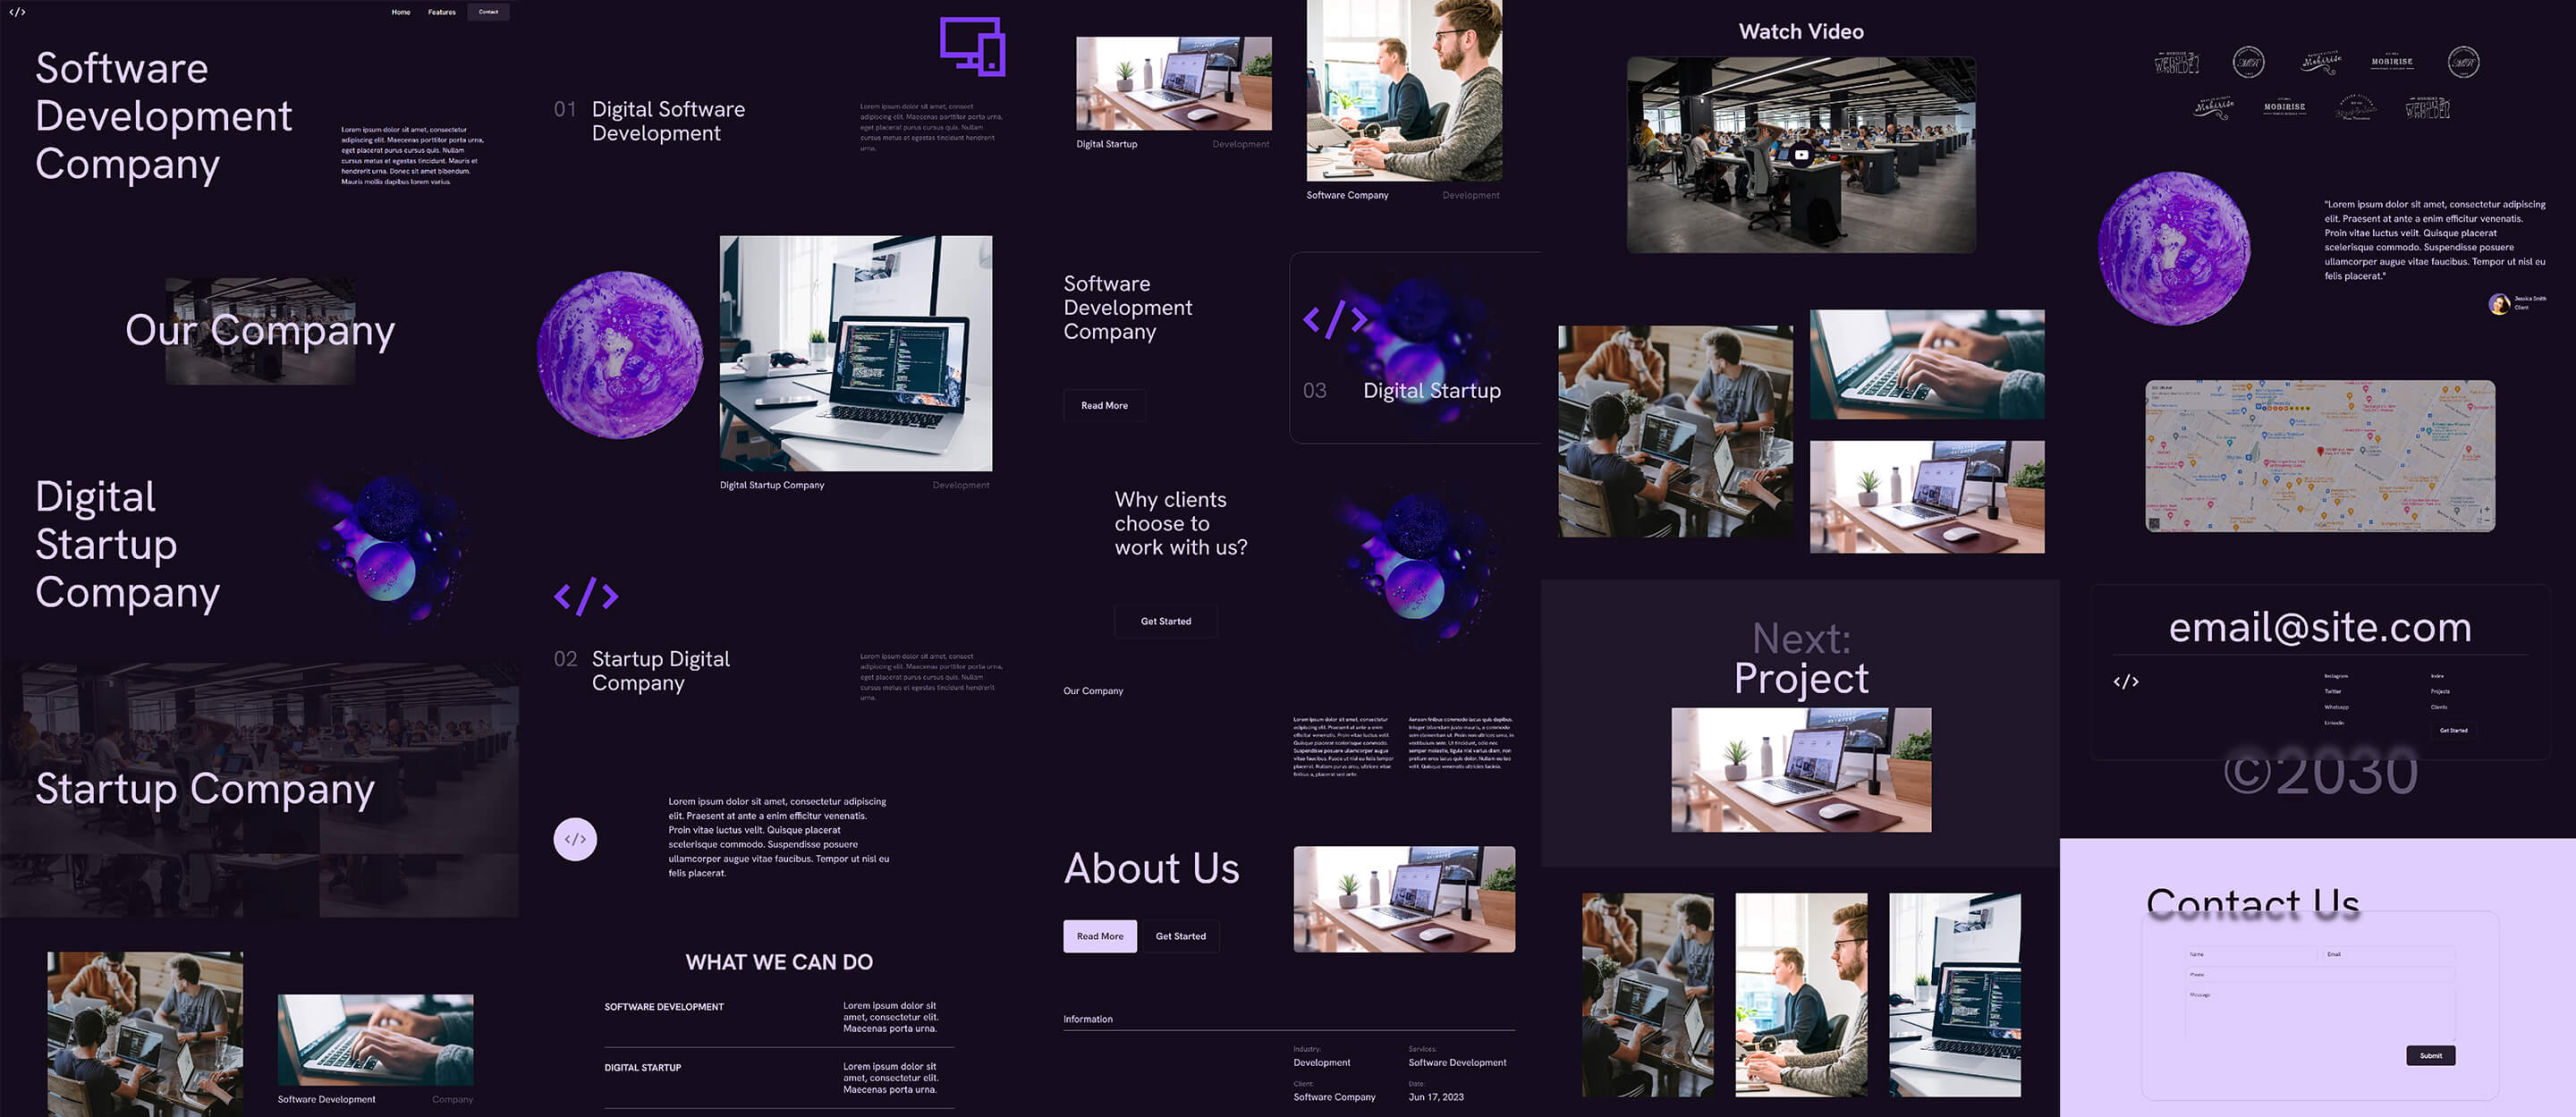 </>
Home
Features
Contact
Software
Development
Company
Lorem ipsum dolor sit amet, consectetur
adipiscing elit. Maecenas porttitor porta urna,
eget placerat purus cursus quis. Nullam
cursus metus et egestas tincidunt. Mauris et
hendrerit urna. Donec sit amet bibendum.
Mauris mollis dapibus lorem varius.
Our Company
Digital
Startup
Company
Startup Company
Software Development
Company
01
Digital Software
Development
Lorem ipsum dolor sit amet, consect
adipiscing elit. Maecenas porttitor porta urna,
eget placerat purus cursus quis. Nullam
cursus metus et egestas tincidunt hendrerit
urna.
Digital Startup Company
Development
</>
02
Startup Digital
Company
Lorem ipsum dolor sit amet, consect
adipiscing elit. Maecenas porttitor porta urna,
eget placerat purus cursus quis. Nullam
cursus metus et egestas tincidunt hendrerit
urna.
</>
Lorem ipsum dolor sit amet, consectetur adipiscing
elit. Praesent at ante a enim efficitur venenatis.
Proin vitae luctus velit. Quisque placerat
scelerisque commodo. Suspendisse posuere
ullamcorper augue vitae faucibus. Tempor ut nisl eu
felis placerat.
WHAT WE CAN DO
SOFTWARE DEVELOPMENT
Lorem ipsum dolor sit
amet, consectetur elit.
Maecenas porta urna.
DIGITAL STARTUP
Lorem ipsum dolor sit
amet, consectetur elit.
Maecenas porta urna.
Digital Startup
Development
Software Company
Development
Software
Development
Company
Read More
</>
03
Digital Startup
Why clients
choose to
work with us?
Get Started
Our Company
About Us
Read More
Get Started
Information
Industry:
Development
Services:
Software Development
Client:
Software Company
Date:
Jun 17, 2023
Watch Video
Next:
Project
MOBIRISE
Mobirise
MOBIRISE
"Lorem ipsum dolor sit amet, consectetur adipiscing
elit. Praesent at ante a enim efficitur venenatis.
Proin vitae luctus velit. Quisque placerat
scelerisque commodo. Suspendisse posuere
ullamcorper augue vitae faucibus. Tempor ut nisl eu
felis placerat."
Jessica Smith
Client
email@site.com
</>
Instagram
Twitter
Whatsapp
Linkedin
Index
Projects
Clients
Get Started
©2030
Contact Us
Name
Email
Phone
Message
Submit